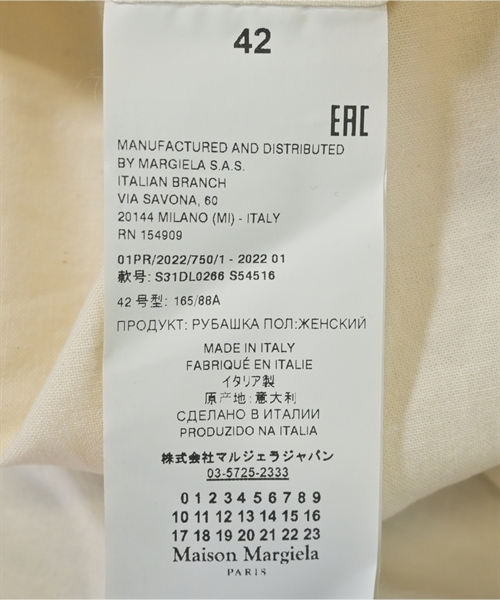 42
EAC
MANUFACTURED AND DISTRIBUTED
BY MARGIELA S.A.S.
ITALIAN BRANCH
VIA SAVONA, 60
20144 MILANO (MI) - ITALY
RN 154909
01PR/2022/750/1 - 2022 01
款号: S31DL0266 S54516
42 号型: 165/88A
ПРОДУКТ: РУБАШКА ПОЛ:ЖЕНСКИЙ
MADE IN ITALY
FABRIQUÉ EN ITALIE
イタリア製
原产地: 意大利
СДЕЛАНО В ИТАЛИИ
PRODUZIDO NA ITALIA
株式会社マルジェラジャパン
03-5725-2333
0 1 2 3 4 5 6 7 8 9
10 11 12 13 14 15 16
17 18 19 20 21 22 23
Maison Margiela
PARIS